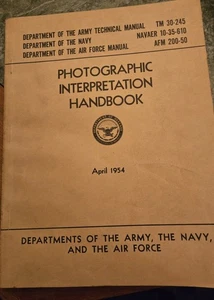 DEPARTMENT OF THE ARMY TECHNICAL MANUAL TM 30-245
DEPARTMENT OF THE NAVY NAVAER 10-35-610
DEPARTMENT OF THE AIR FORCE MANUAL AFM 200-50
PHOTOGRAPHIC
INTERPRETATION
HANDBOOK
April 1954
DEPARTMENTS OF THE ARMY, THE NAVY,
AND THE AIR FORCE